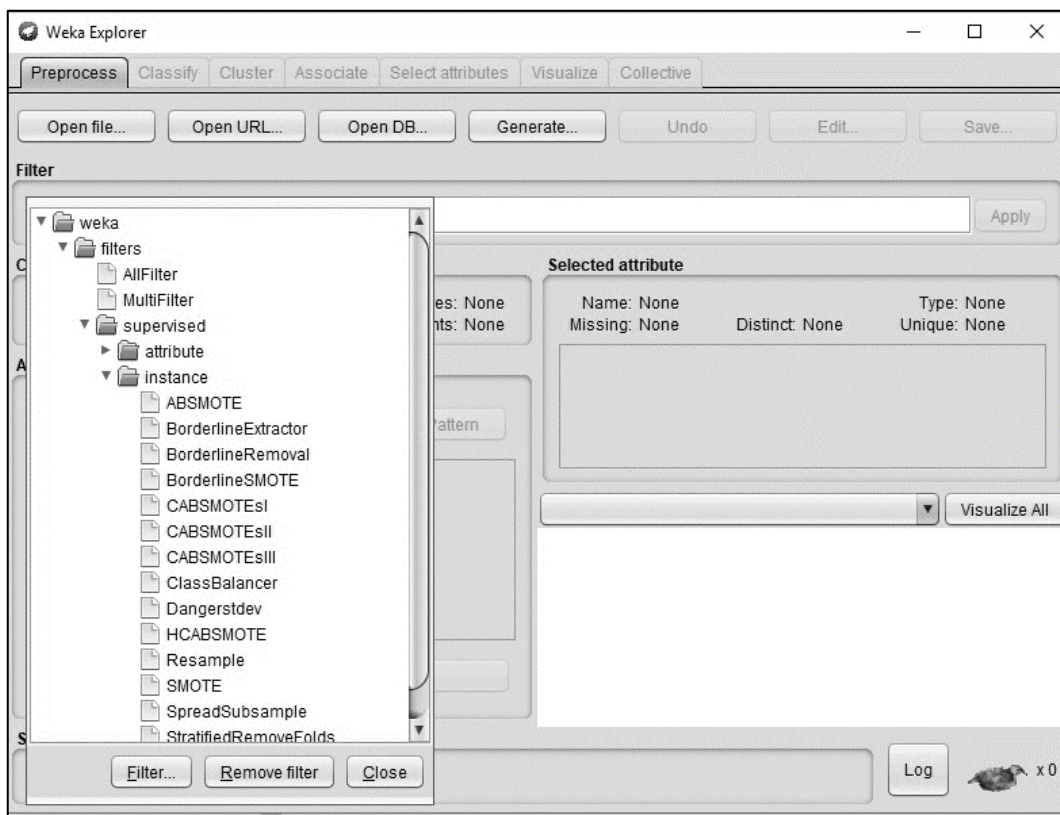 Weka Explorer
Preprocess Classify Cluster Associate Select attributes Visualize Collective
Open file... Open URL... Open DB... Generate... Undo Edit... Save...
Filter
Apply
weka
filters
AllFilter
MultiFilter
supervised
attribute
instance
ABSMOTE
BorderlineExtractor
BorderlineRemoval
BorderlineSMOTE
CABSMOTEsI
CABSMOTEsII
CABSMOTEsIII
ClassBalancer
Dangerstdev
HCABSMOTE
Resample
SMOTE
SpreadSubsample
StratifiedRemoveFolds
Filter... Remove filter Close
C
es: None
nts: None
A
attern
S
Selected attribute
Name: None Type: None
Missing: None Distinct: None Unique: None
Visualize All
Log x 0